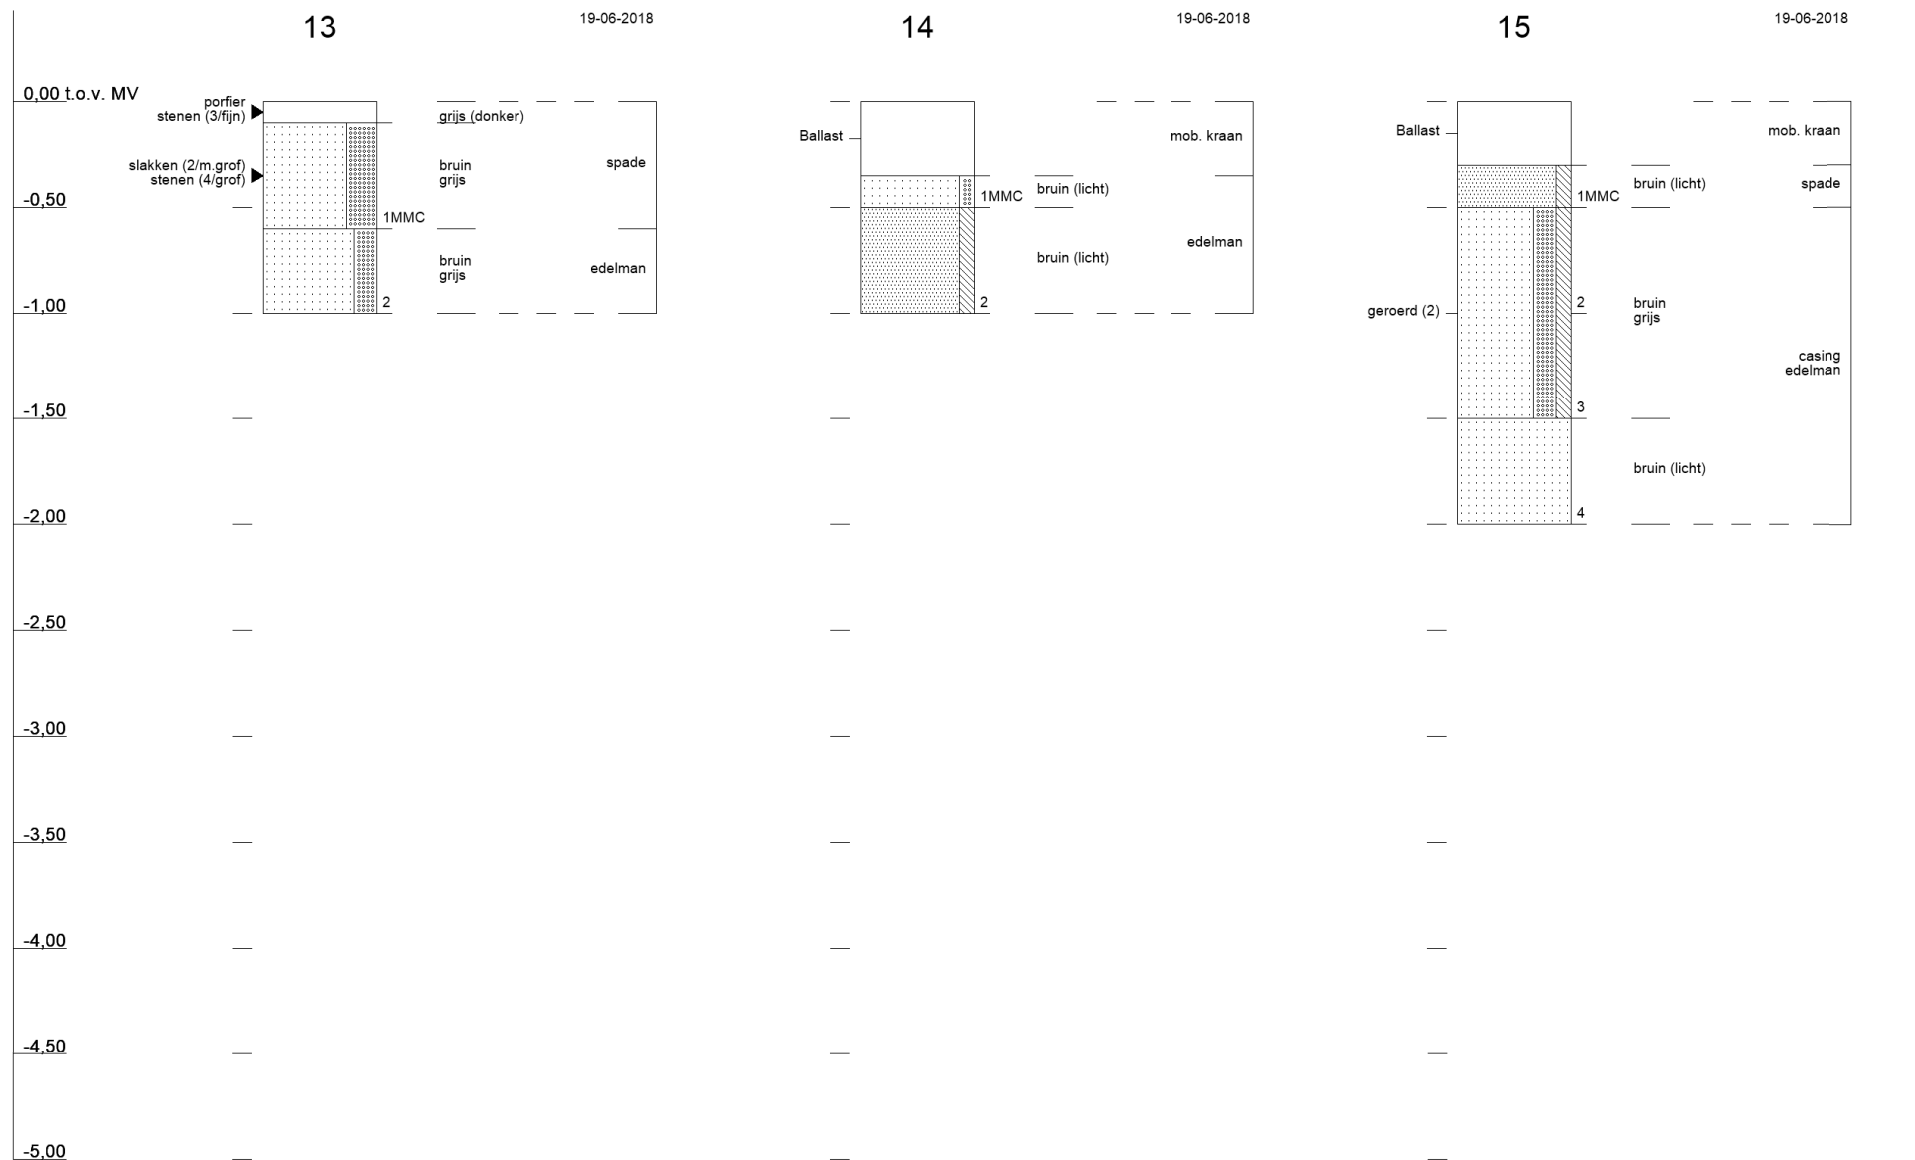 13
19-06-2018
14
19-06-2018
15
19-06-2018
0,00 t.o.v. MV
-0,50
-1,00
-1,50
-2,00
-2,50
-3,00
-3,50
-4,00
-4,50
-5,00
porfier
stenen (3/fijn)
slakken (2/m.grof)
stenen (4/grof)
1MMC
2
grijs (donker)
bruin
grijs
bruin
grijs
spade
edelman
Ballast
1MMC
2
bruin (licht)
bruin (licht)
mob. kraan
edelman
Ballast
geroerd (2)
1MMC
2
3
4
bruin (licht)
bruin
grijs
bruin (licht)
mob. kraan
spade
casing
edelman